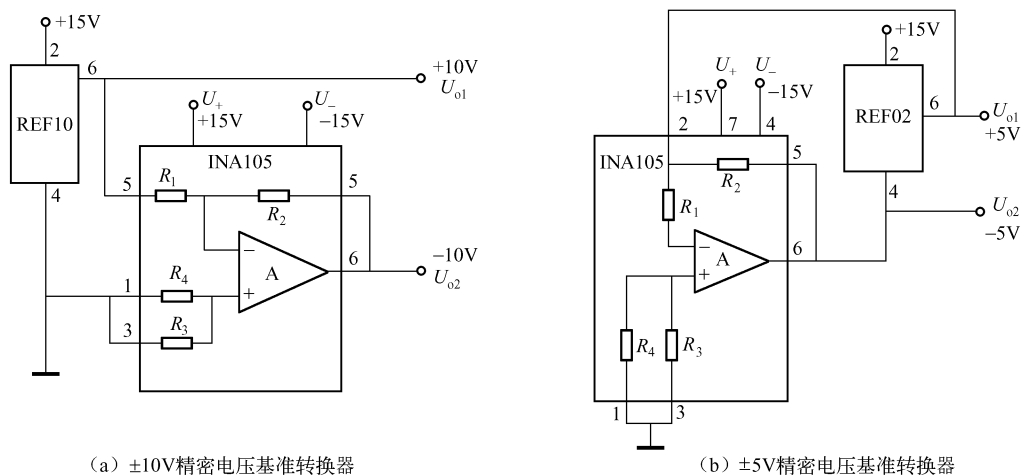 +15V
2
6
REF10
4
+10V
Uo1
U+
+15V
U−
−15V
INA105
5
R1
R2
5
−
A
+
6
−10V
Uo2
1
R4
3
R3
(a) ±10V精密电压基准转换器
+15V
2
REF02
6
Uo1
+5V
4
Uo2
−5V
U+
+15V
U−
−15V
2
7
4
INA105
5
R2
R1
−
A
+
6
R4
R3
1
3
(b) ±5V精密电压基准转换器